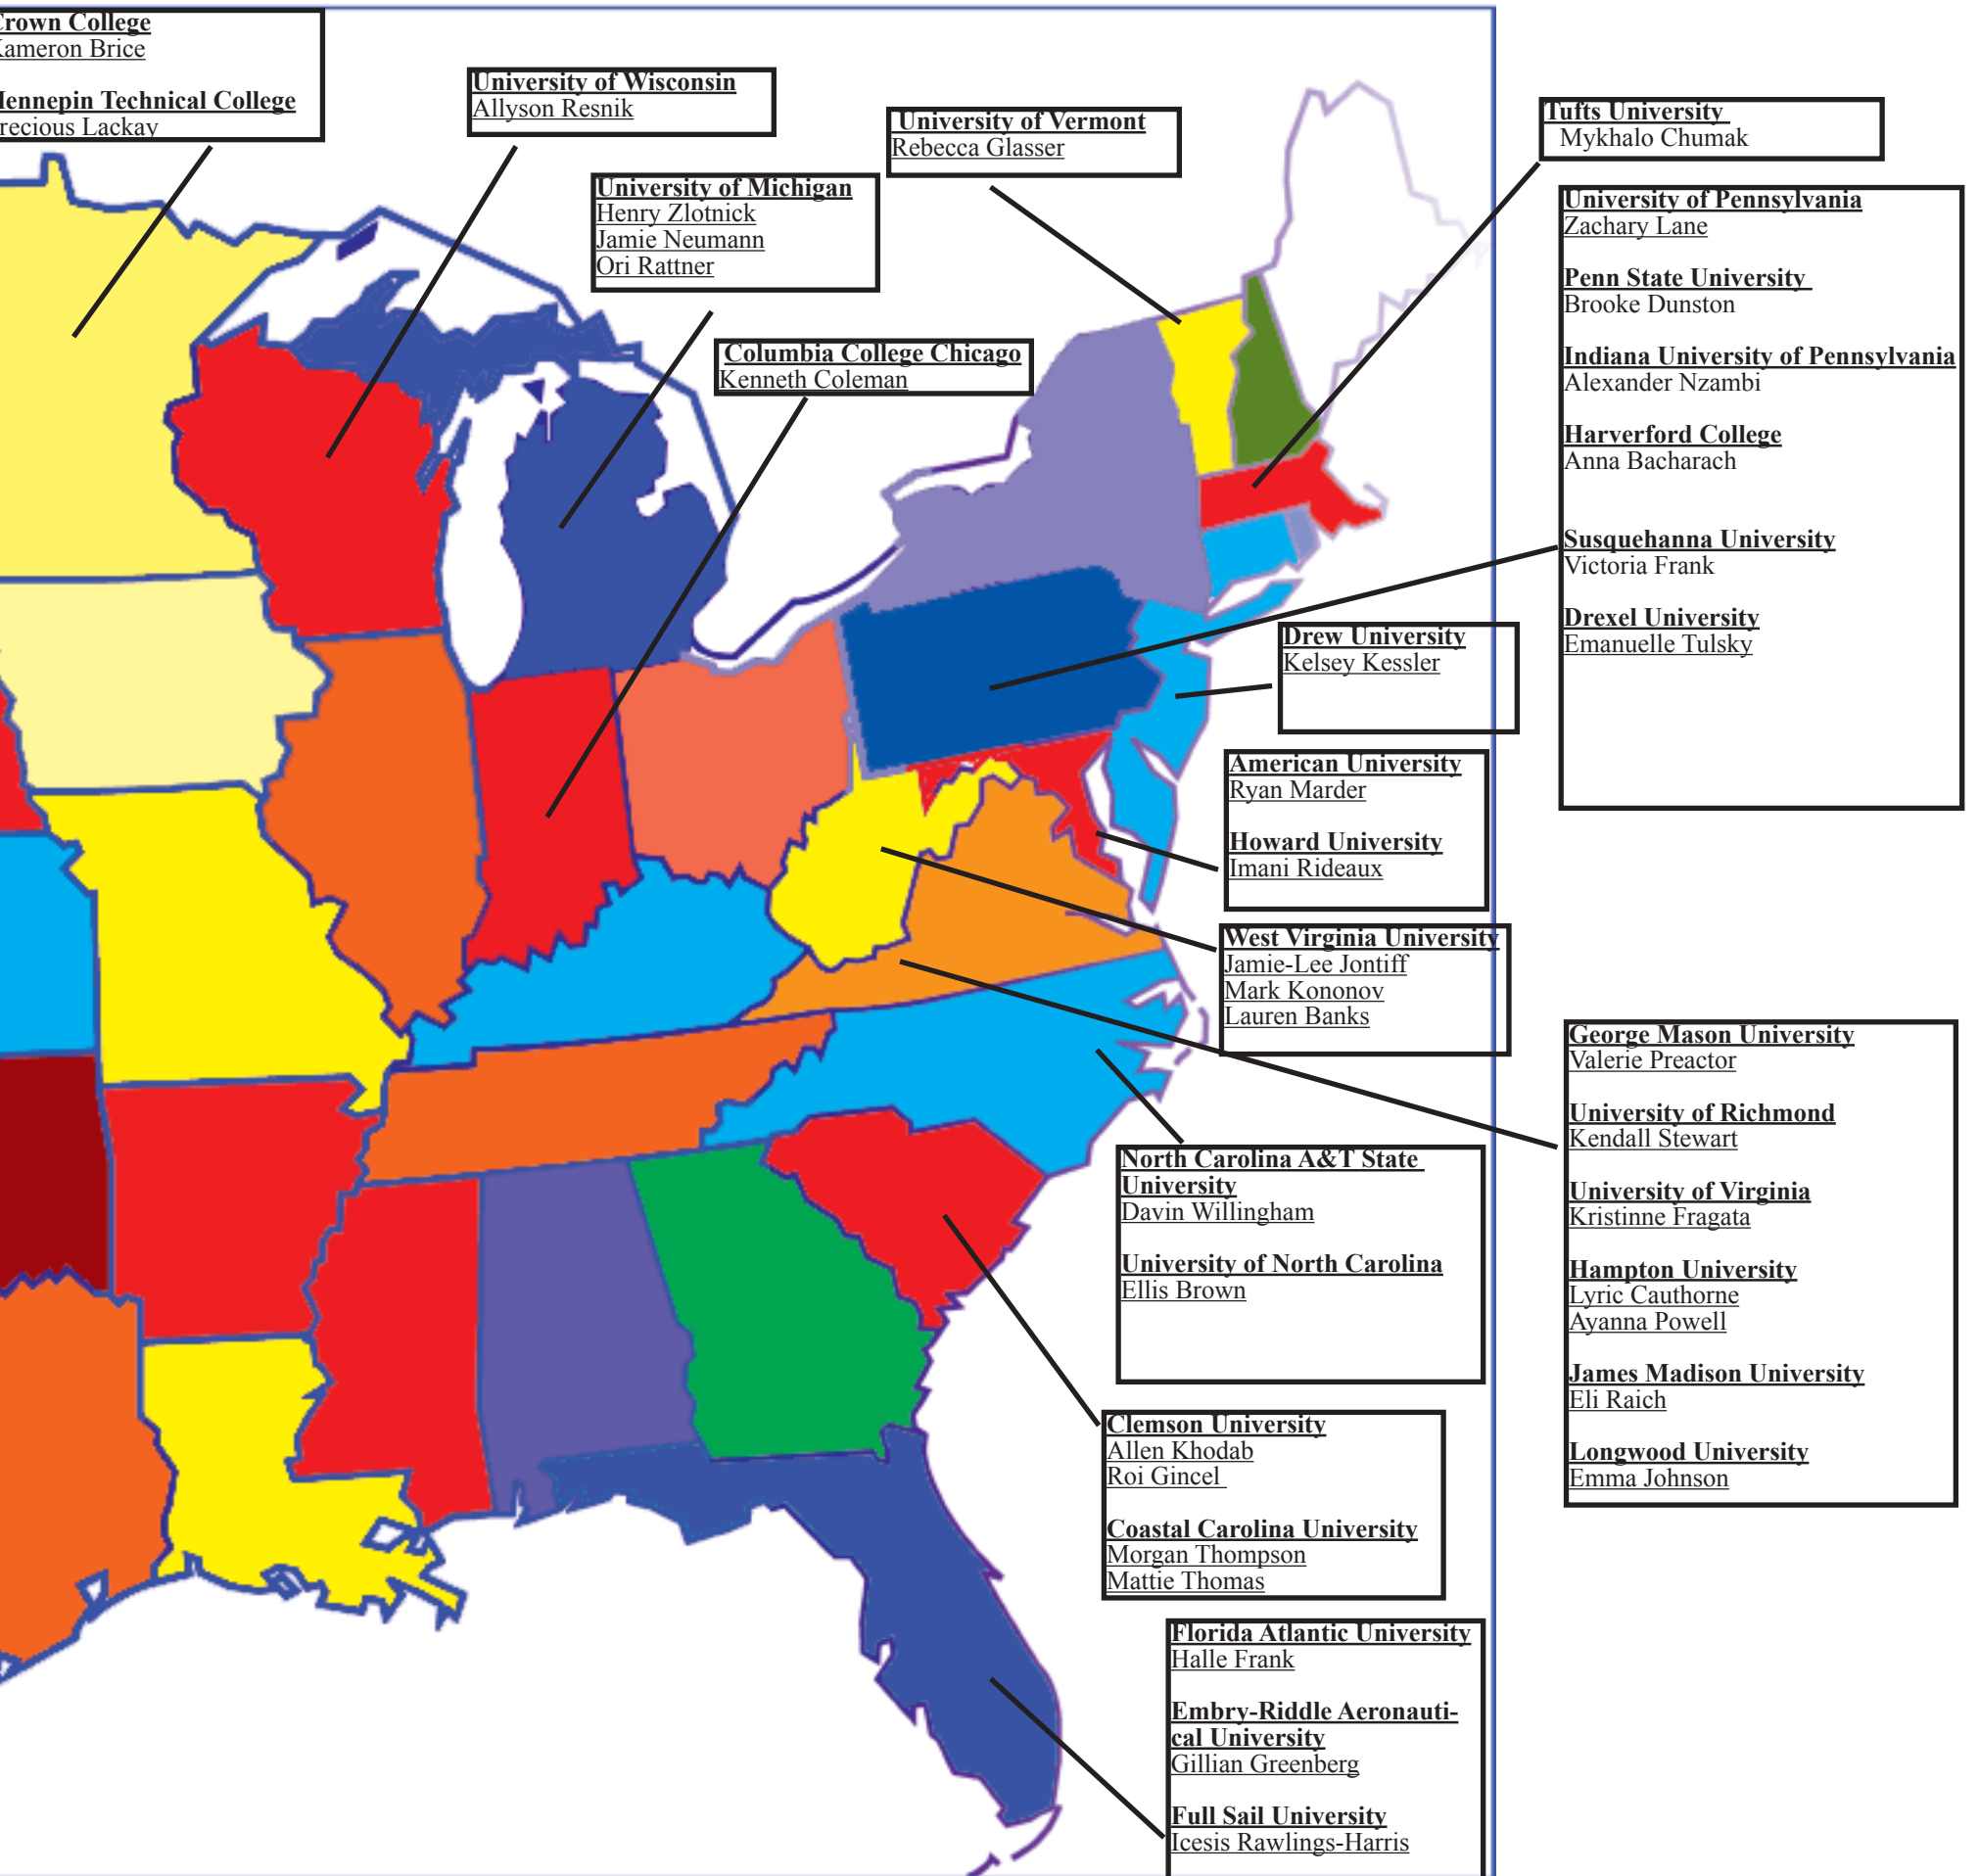 Crown College
Kameron Brice
Hennepin Technical College
Precious Lackay
University of Wisconsin
Allyson Resnik
University of Michigan
Henry Zlotnick
Jamie Neumann
Ori Rattner
Columbia College Chicago
Kenneth Coleman
University of Vermont
Rebecca Glasser
Tufts University
Mykhalo Chumak
University of Pennsylvania
Zachary Lane
Penn State University
Brooke Dunston
Indiana University of Pennsylvania
Alexander Nzambi
Harverford College
Anna Bacharach
Susquehanna University
Victoria Frank
Drexel University
Emanuelle Tulsky
Drew University
Kelsey Kessler
American University
Ryan Marder
Howard University
Imani Rideaux
West Virginia University
Jamie-Lee Jontiff
Mark Kononov
Lauren Banks
George Mason University
Valerie Preactor
University of Richmond
Kendall Stewart
University of Virginia
Kristinne Fragata
Hampton University
Lyric Cauthorne
Ayanna Powell
James Madison University
Eli Raich
Longwood University
Emma Johnson
North Carolina A&T State
University
Davin Willingham
University of North Carolina
Ellis Brown
Clemson University
Allen Khodab
Roi Gincel
Coastal Carolina University
Morgan Thompson
Mattie Thomas
Florida Atlantic University
Halle Frank
Embry-Riddle Aeronauti-
cal University
Gillian Greenberg
Full Sail University
Icesis Rawlings-Harris